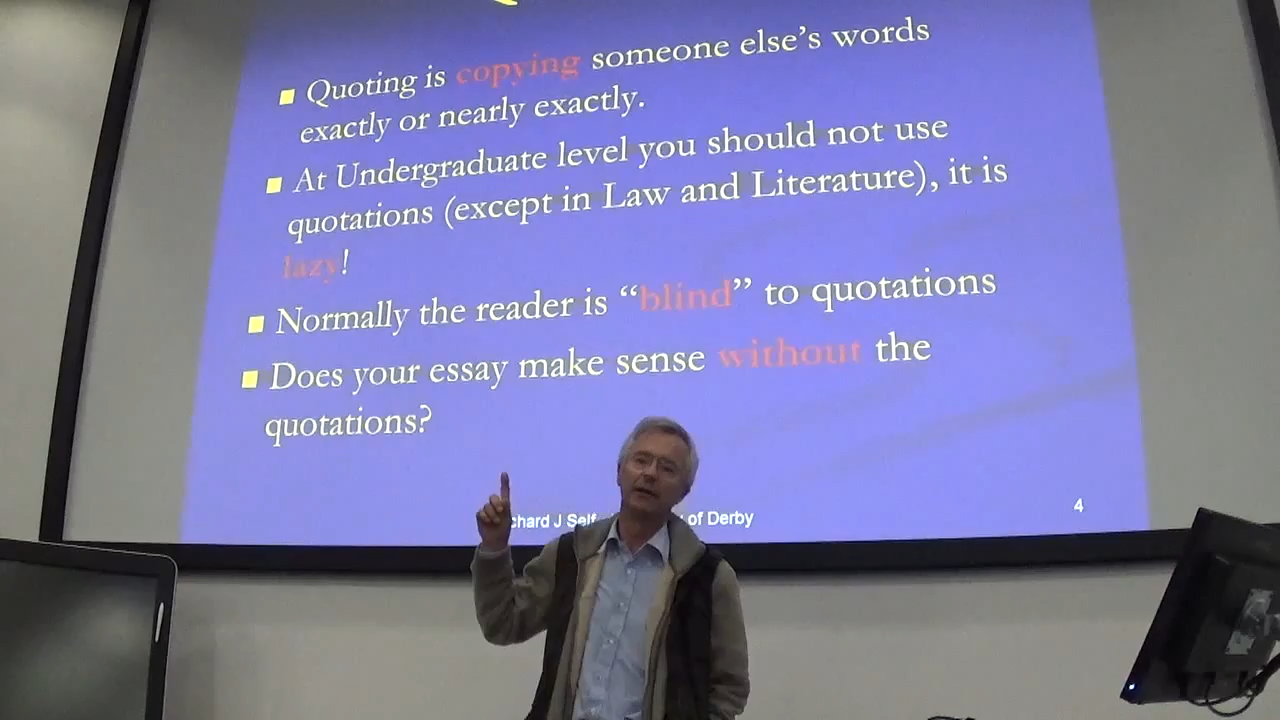 Quoting is copying someone else's words
exactly or nearly exactly.
At Undergraduate level you should not use
quotations (except in Law and Literature), it is
lazy!
Normally the reader is “blind” to quotations
Does your essay make sense without the
quotations?
chard J Self of Derby
4